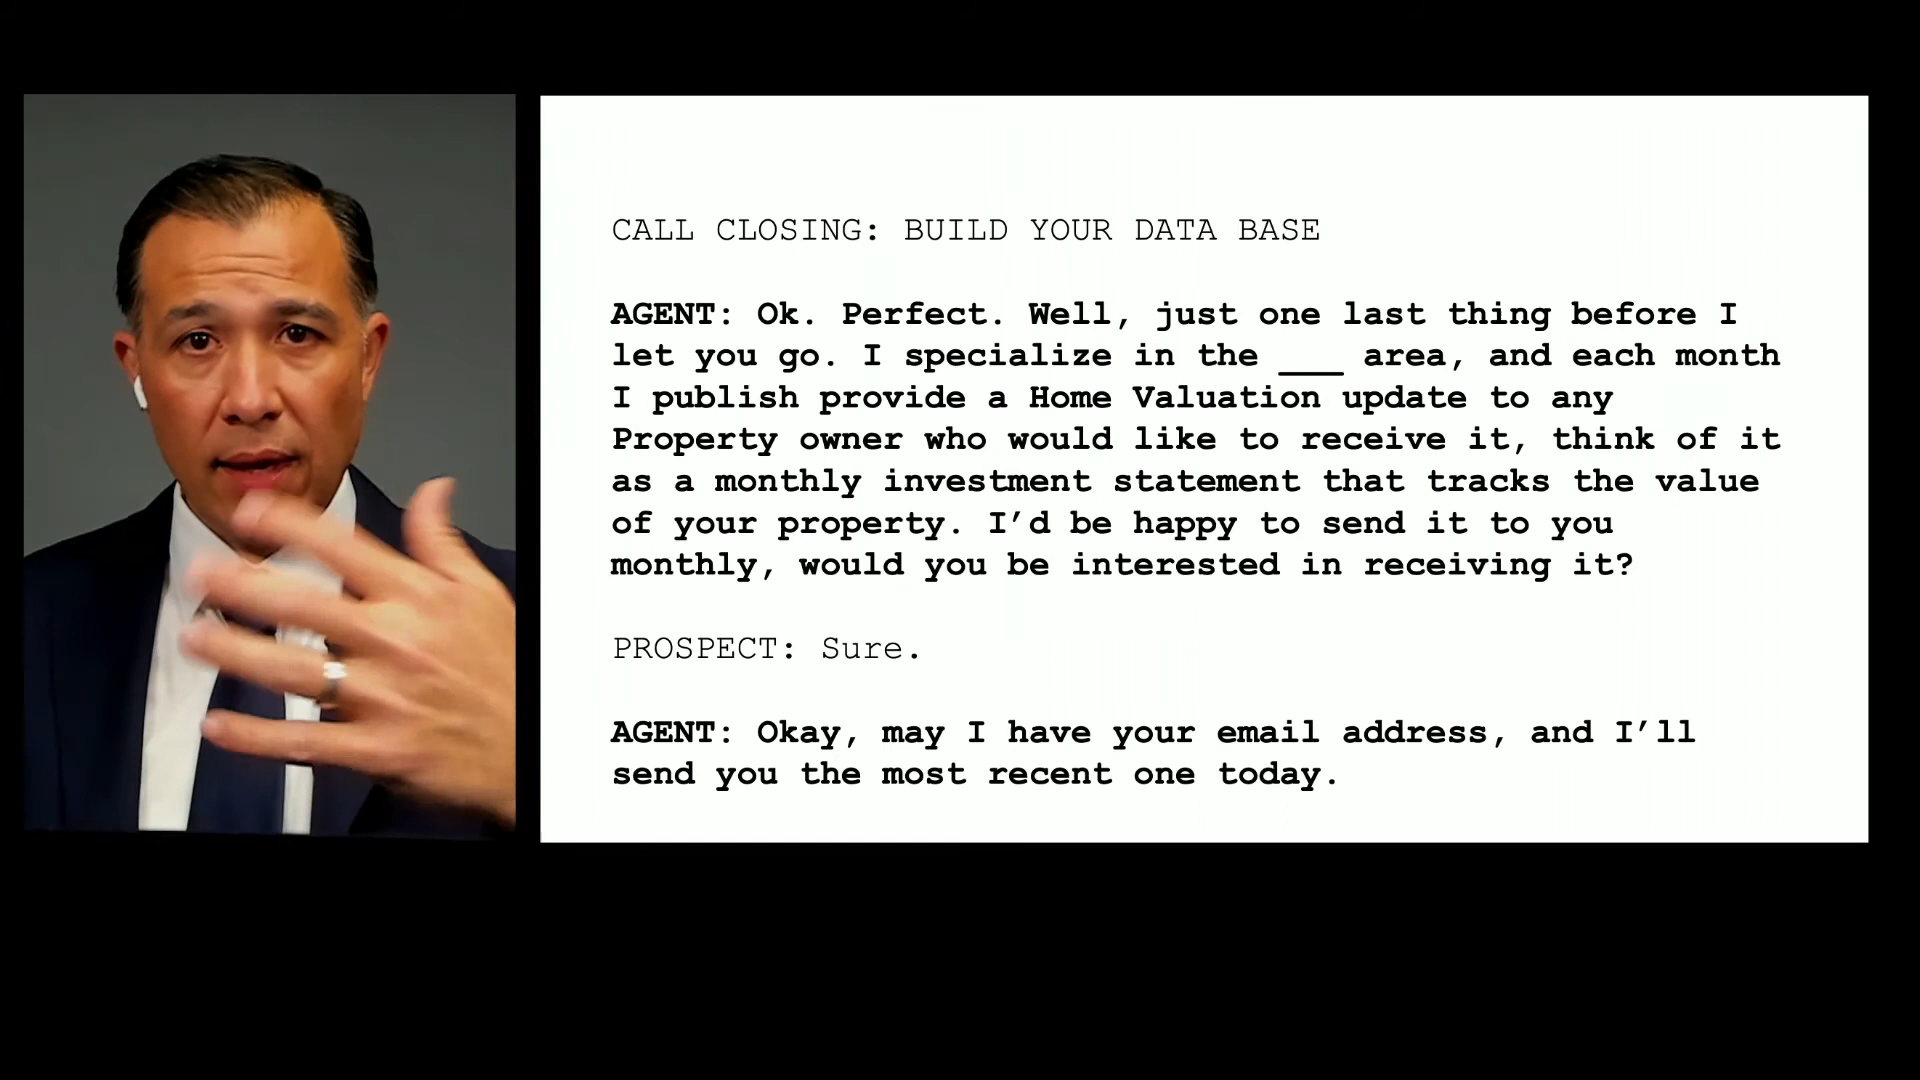 CALL CLOSING: BUILD YOUR DATA BASE
AGENT: Ok. Perfect. Well, just one last thing before I
let you go. I specialize in the ___ area, and each month
I publish provide a Home Valuation update to any
Property owner who would like to receive it, think of it
as a monthly investment statement that tracks the value
of your property. I’d be happy to send it to you
monthly, would you be interested in receiving it?
PROSPECT: Sure.
AGENT: Okay, may I have your email address, and I’ll
send you the most recent one today.